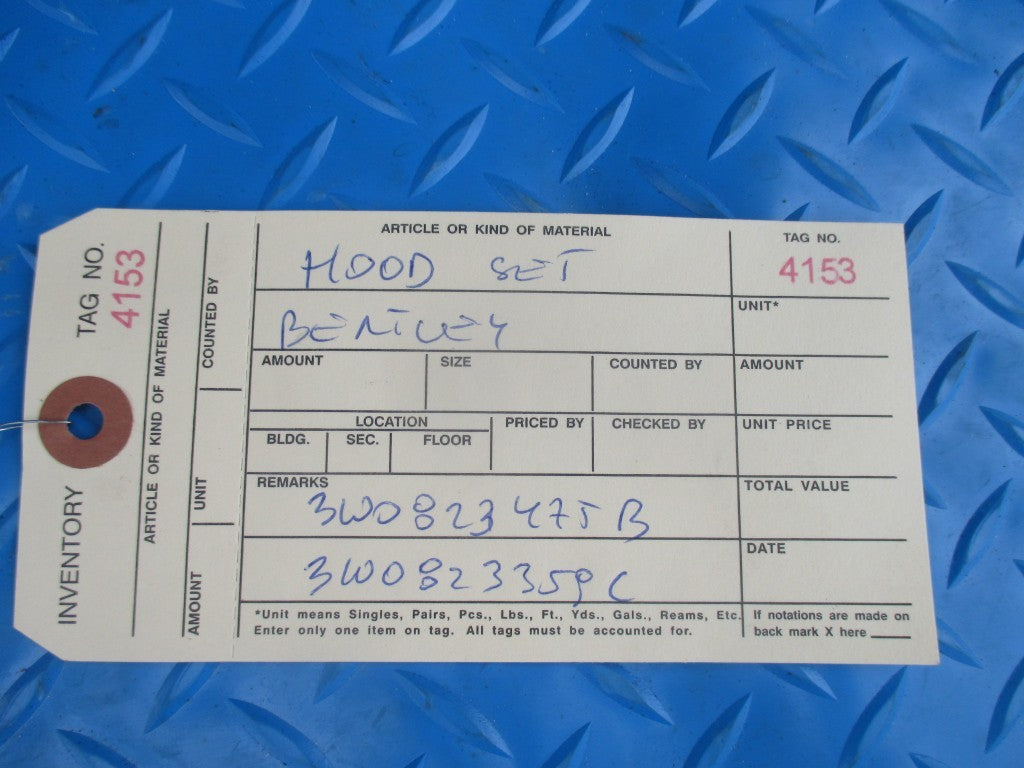 INVENTORY
TAG NO.
4153
ARTICLE OR KIND OF MATERIAL
AMOUNT
UNIT
COUNTED BY
ARTICLE OR KIND OF MATERIAL
TAG NO.
HOOD SET
4153
BENTLEY
UNIT*
AMOUNT SIZE COUNTED BY AMOUNT
LOCATION PRICED BY CHECKED BY UNIT PRICE
BLDG. SEC. FLOOR
REMARKS TOTAL VALUE
3W0823475B
DATE
3W0823359C
*Unit means Singles, Pairs, Pcs., Lbs., Ft., Yds., Gals., Reams, Etc.
Enter only one item on tag. All tags must be accounted for.
If notations are made on
back mark X here